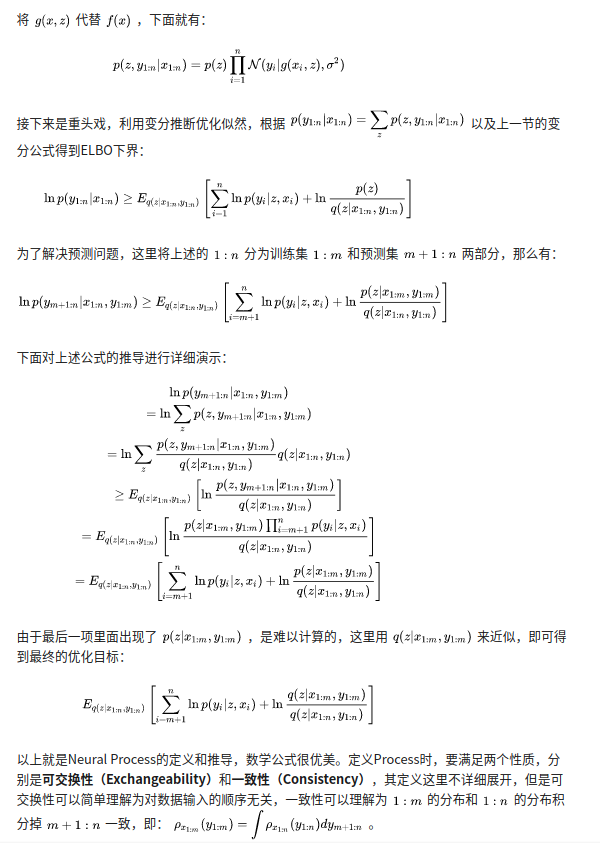 将 g(x, z) 代替 f(x) ，下面就有：
p(z, y_{1:n}|x_{1:n}) = p(z) \prod_{i=1}^{n} \mathcal{N}(y_i|g(x_i, z), σ^2)
接下来是重头戏，利用变分推断优化似然，根据 p(y_{1:n}|x_{1:n}) = \sum_z p(z, y_{1:n}|x_{1:n}) 以及上一节的变
分公式得到ELBO下界：
ln p(y_{1:n}|x_{1:n}) ≥ E_{q(z|x_{1:n},y_{1:n})} [ \sum_{i=1}^{n} ln p(y_i|z, x_i) + ln \frac{p(z)}{q(z|x_{1:n}, y_{1:n})} ]
为了解决预测问题，这里将上述的 1 : n 分为训练集 1 : m 和预测集 m + 1 : n 两部分，那么有：
ln p(y_{m+1:n}|x_{1:n}, y_{1:m}) ≥ E_{q(z|x_{1:n},y_{1:n})} [ \sum_{i=m+1}^{n} ln p(y_i|z, x_i) + ln \frac{p(z|x_{1:m}, y_{1:m})}{q(z|x_{1:n}, y_{1:n})} ]
下面对上述公式的推导进行详细演示：
ln p(y_{m+1:n}|x_{1:n}, y_{1:m})
= ln \sum_z p(z, y_{m+1:n}|x_{1:n}, y_{1:m})
= ln \sum_z \frac{p(z, y_{m+1:n}|x_{1:n}, y_{1:m})}{q(z|x_{1:n}, y_{1:n})} q(z|x_{1:n}, y_{1:n})
≥ E_{q(z|x_{1:n},y_{1:n})} [ ln \frac{p(z, y_{m+1:n}|x_{1:n}, y_{1:m})}{q(z|x_{1:n}, y_{1:n})} ]
= E_{q(z|x_{1:n},y_{1:n})} [ ln \frac{p(z|x_{1:m}, y_{1:m}) \prod_{i=m+1}^{n} p(y_i|z, x_i)}{q(z|x_{1:n}, y_{1:n})} ]
= E_{q(z|x_{1:n},y_{1:n})} [ \sum_{i=m+1}^{n} ln p(y_i|z, x_i) + ln \frac{p(z|x_{1:m}, y_{1:m})}{q(z|x_{1:n}, y_{1:n})} ]
由于最后一项里面出现了 p(z|x_{1:m}, y_{1:m}) ，是难以计算的，这里用 q(z|x_{1:m}, y_{1:m}) 来近似，即可得
到最终的优化目标：
E_{q(z|x_{1:n},y_{1:n})} [ \sum_{i=m+1}^{n} ln p(y_i|z, x_i) + ln \frac{q(z|x_{1:m}, y_{1:m})}{q(z|x_{1:n}, y_{1:n})} ]
以上就是Neural Process的定义和推导，数学公式很优美。定义Process时，要满足两个性质，分
别是可交换性（Exchangeability）和一致性（Consistency），其定义这里不详细展开，但是可
交换性可以简单理解为对数据输入的顺序无关，一致性可以理解为 1 : m 的分布和 1 : n 的分布积
分掉 m + 1 : n 一致，即： ρ_{x_{1:m}}(y_{1:m}) = ∫ ρ_{x_{1:n}}(y_{1:n})dy_{m+1:n} 。